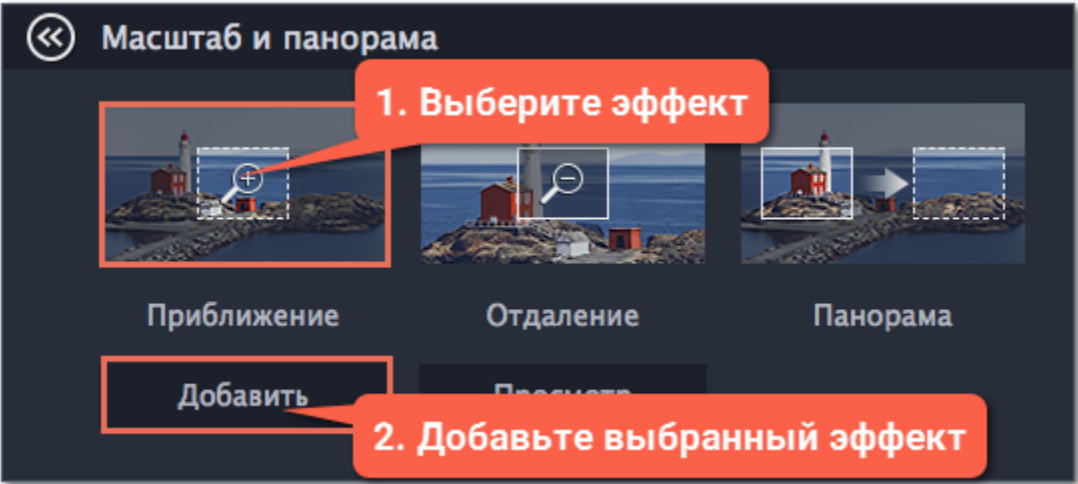 Масштаб и панорама
1. Выберите эффект
Приближение
Отдаление
Панорама
Добавить
2. Добавьте выбранный эффект